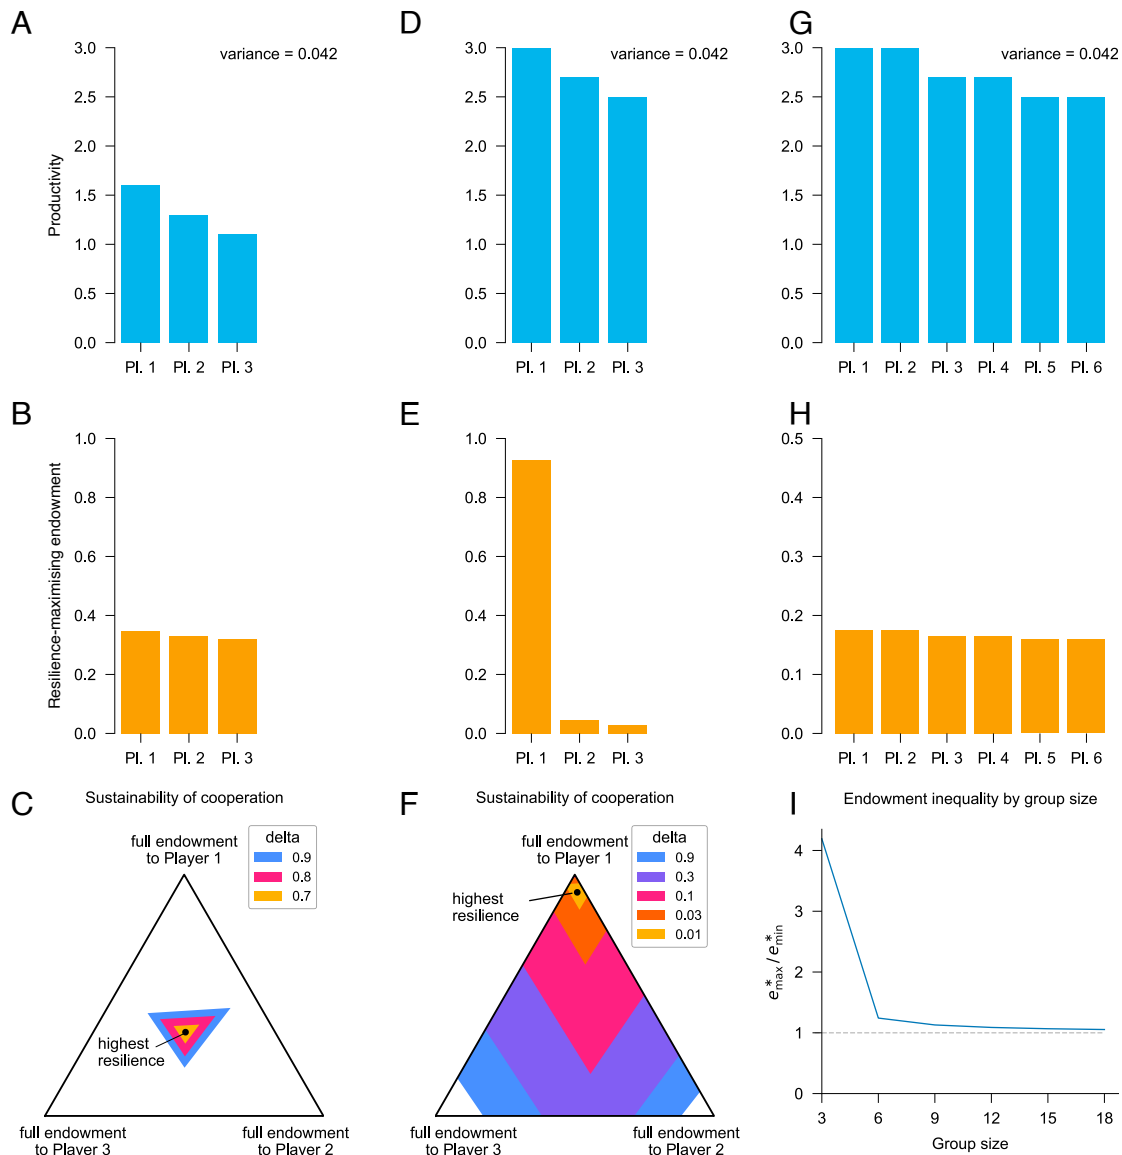 A
variance = 0.042
Productivity
3.0
2.5
2.0
1.5
1.0
0.5
0.0
Pl. 1
Pl. 2
Pl. 3
D
variance = 0.042
3.0
2.5
2.0
1.5
1.0
0.5
0.0
Pl. 1
Pl. 2
Pl. 3
G
variance = 0.042
3.0
2.5
2.0
1.5
1.0
0.5
0.0
Pl. 1
Pl. 2
Pl. 3
Pl. 4
Pl. 5
Pl. 6
B
Resilience-maximising endowment
1.0
0.8
0.6
0.4
0.2
0.0
Pl. 1
Pl. 2
Pl. 3
E
1.0
0.8
0.6
0.4
0.2
0.0
Pl. 1
Pl. 2
Pl. 3
H
0.5
0.4
0.3
0.2
0.1
0.0
Pl. 1
Pl. 2
Pl. 3
Pl. 4
Pl. 5
Pl. 6
C
Sustainability of cooperation
full endowment
to Player 1
delta
0.9
0.8
0.7
highest
resilience
full endowment
to Player 3
full endowment
to Player 2
F
Sustainability of cooperation
full endowment
to Player 1
delta
0.9
0.3
0.1
0.03
0.01
highest
resilience
full endowment
to Player 3
full endowment
to Player 2
I
Endowment inequality by group size
e*max / e*min
4
3
2
1
0
3
6
9
12
15
18
Group size